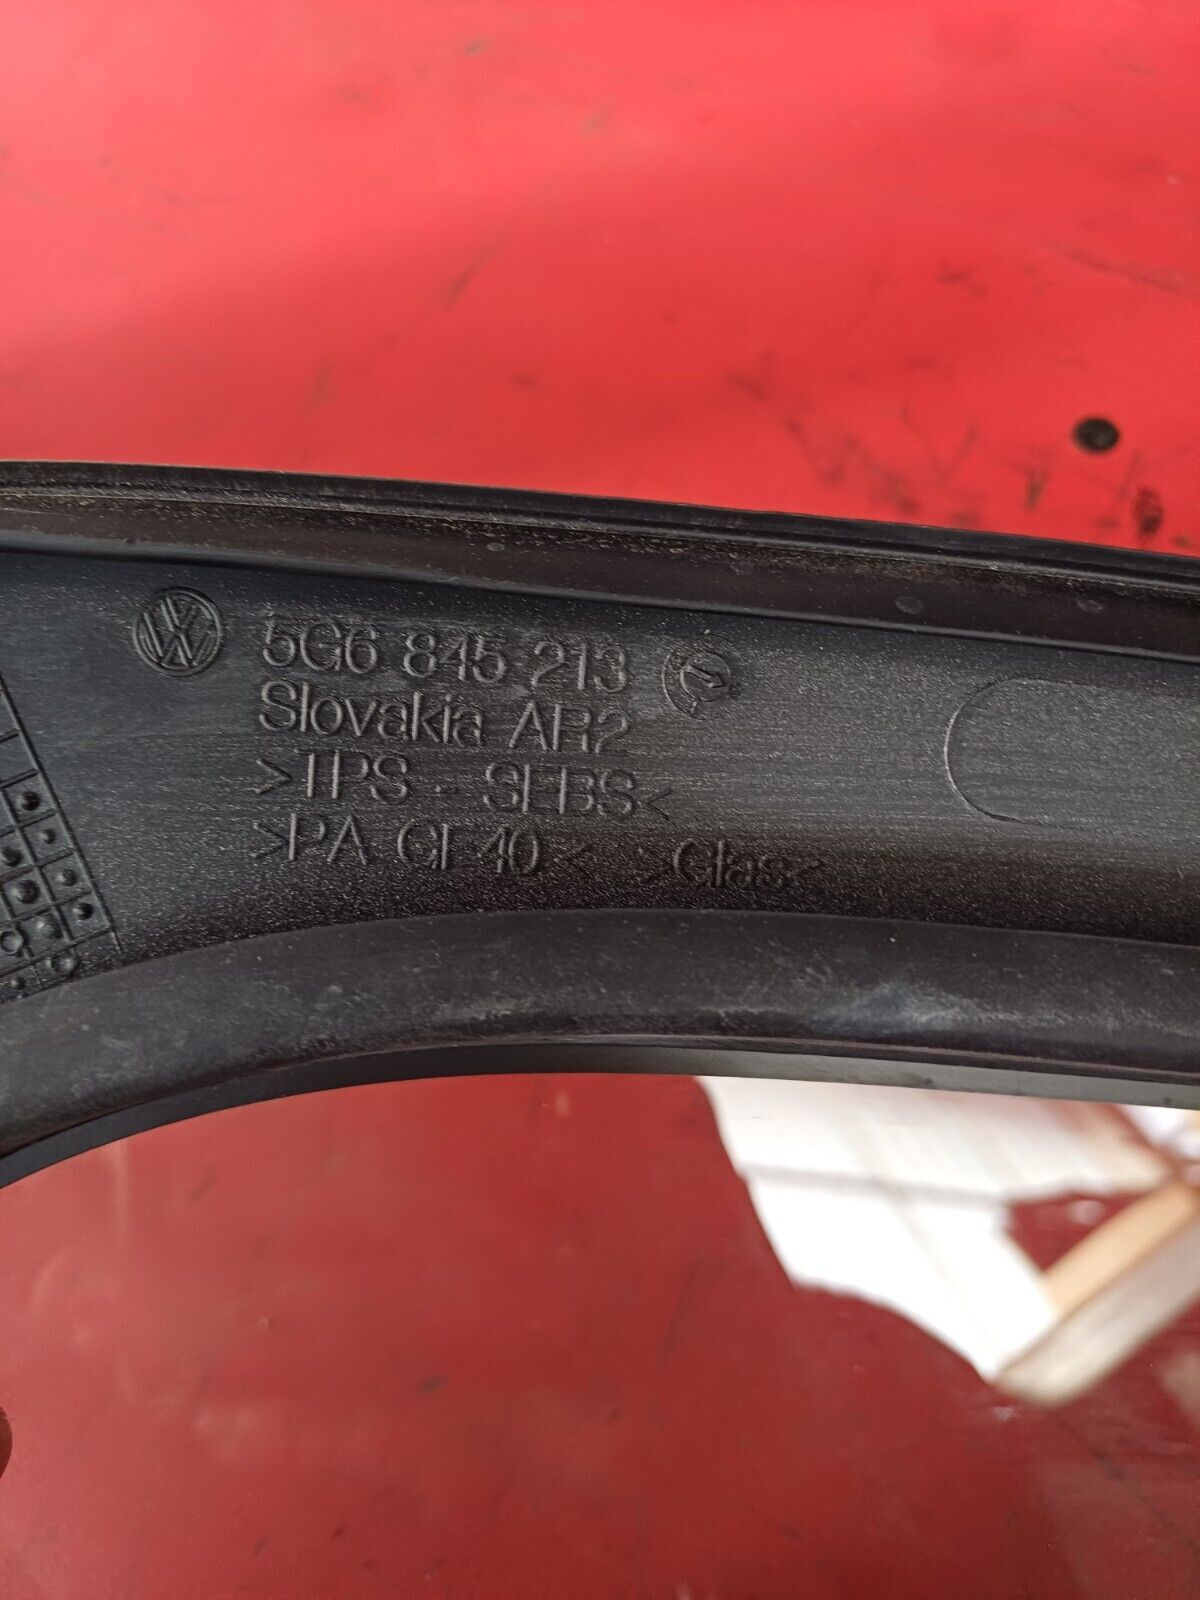 5G6 845 213
Slovakia AR2
>TPS - SEBS<
>PA GF40< >Glas<